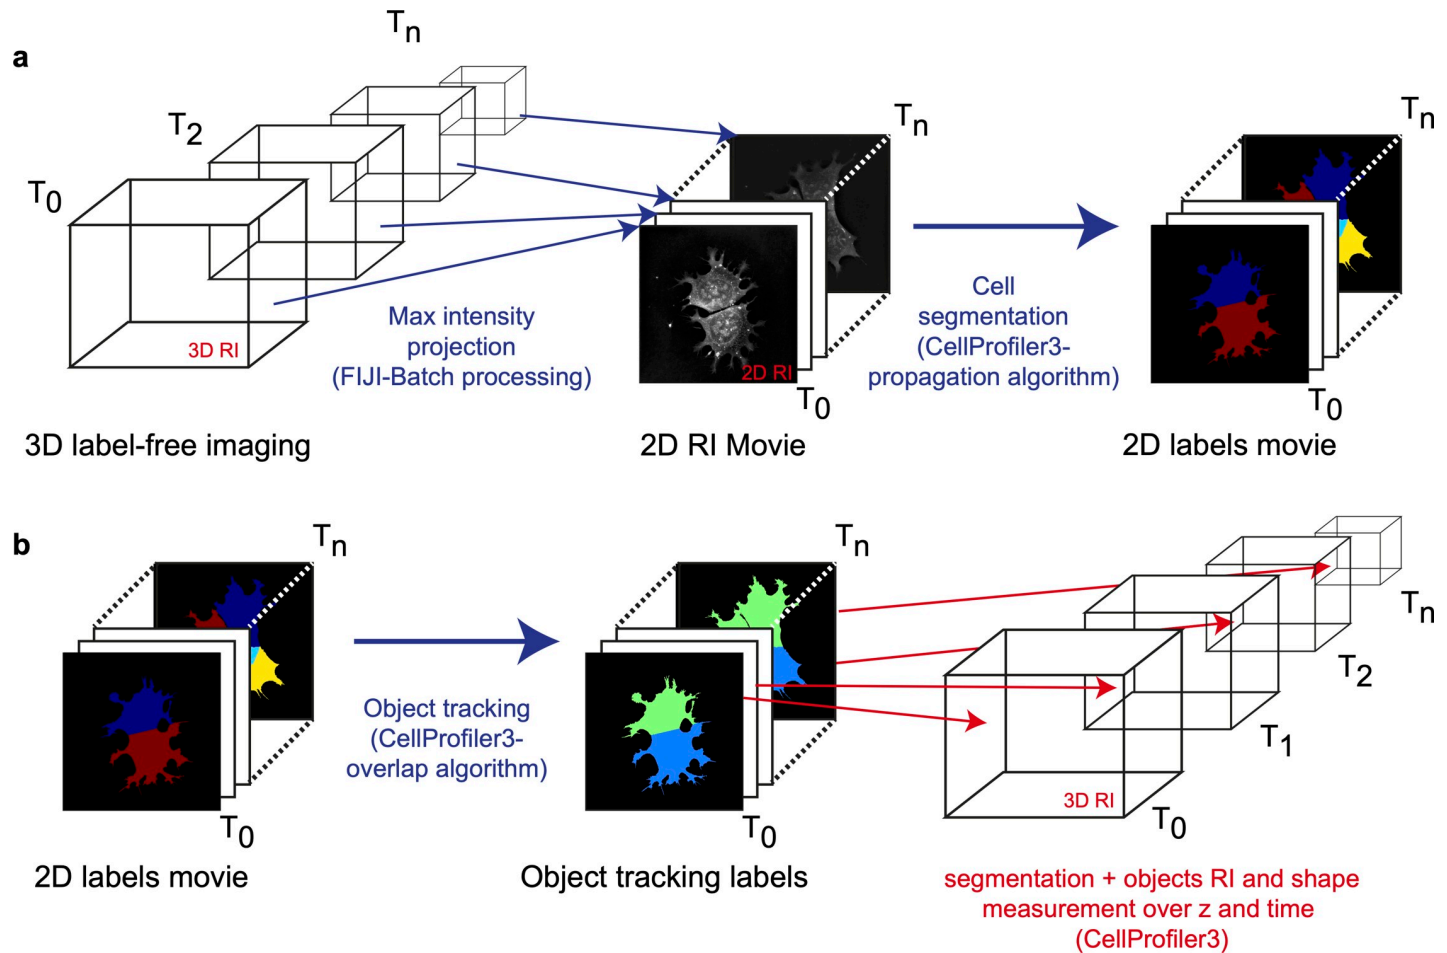 a
Tn
T2
T0
3D RI
Max intensity
projection
(FIJI-Batch processing)
3D label-free imaging
Tn
2D RI
T0
2D RI Movie
Cell
segmentation
(CellProfiler3-
propagation algorithm)
Tn
T0
2D labels movie
b
Tn
T0
2D labels movie
Object tracking
(CellProfiler3-
overlap algorithm)
Tn
T0
Object tracking labels
Tn
T2
T1
3D RI
T0
segmentation + objects RI and shape
measurement over z and time
(CellProfiler3)